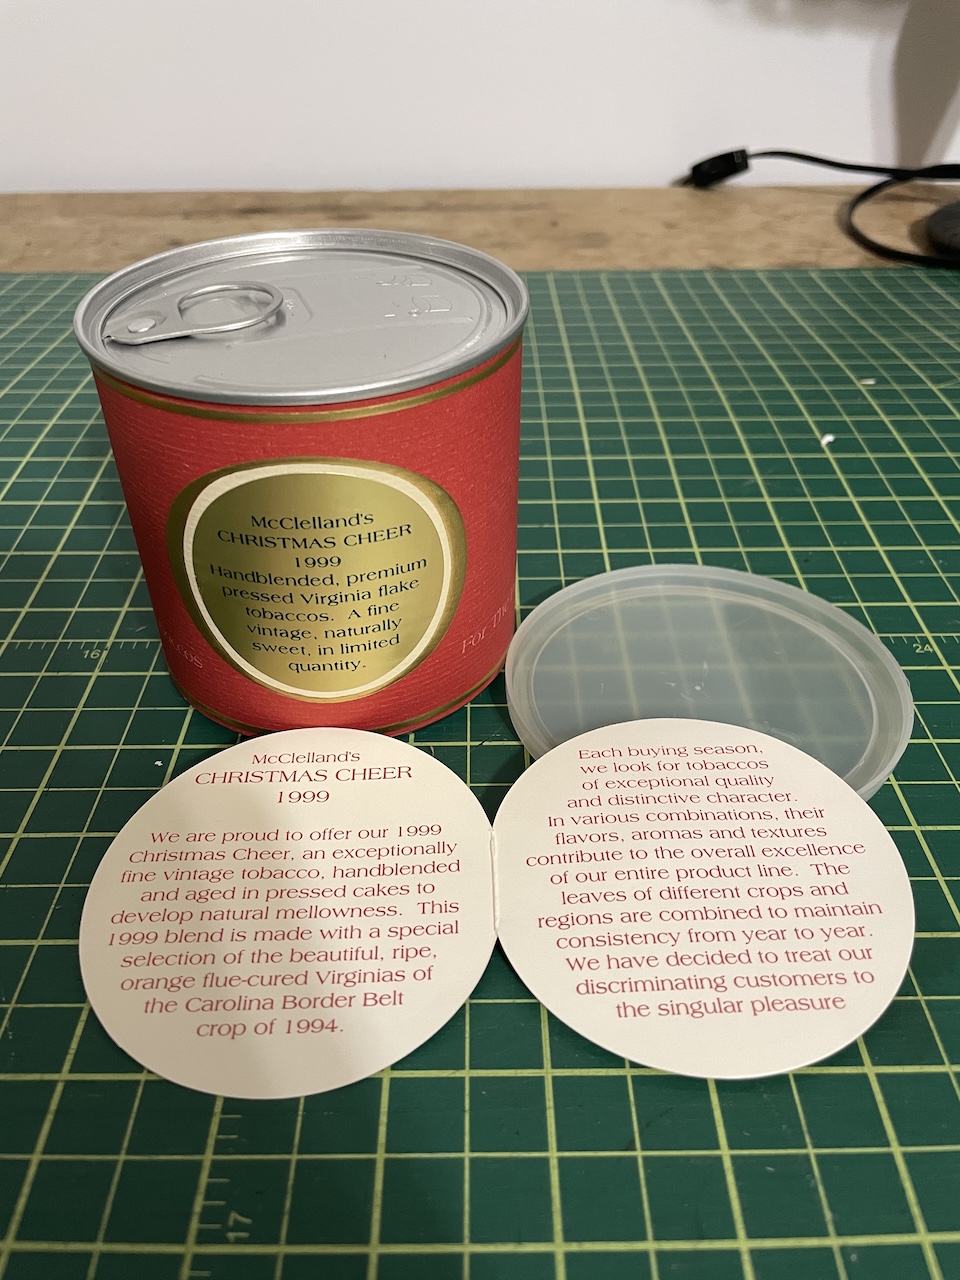 McClelland's
CHRISTMAS CHEER
1999
Handblended, premium
pressed Virginia flake
tobaccos. A fine
vintage, naturally
sweet, in limited
quantity.
For The
16
24
McClelland's
CHRISTMAS CHEER
1999
We are proud to offer our 1999
Christmas Cheer, an exceptionally
fine vintage tobacco, handblended
and aged in pressed cakes to
develop natural mellowness. This
1999 blend is made with a special
selection of the beautiful, ripe,
orange flue-cured Virginias of
the Carolina Border Belt
crop of 1994.
Each buying season,
we look for tobaccos
of exceptional quality
and distinctive character.
In various combinations, their
flavors, aromas and textures
contribute to the overall excellence
of our entire product line. The
leaves of different crops and
regions are combined to maintain
consistency from year to year.
We have decided to treat our
discriminating customers to
the singular pleasure
17